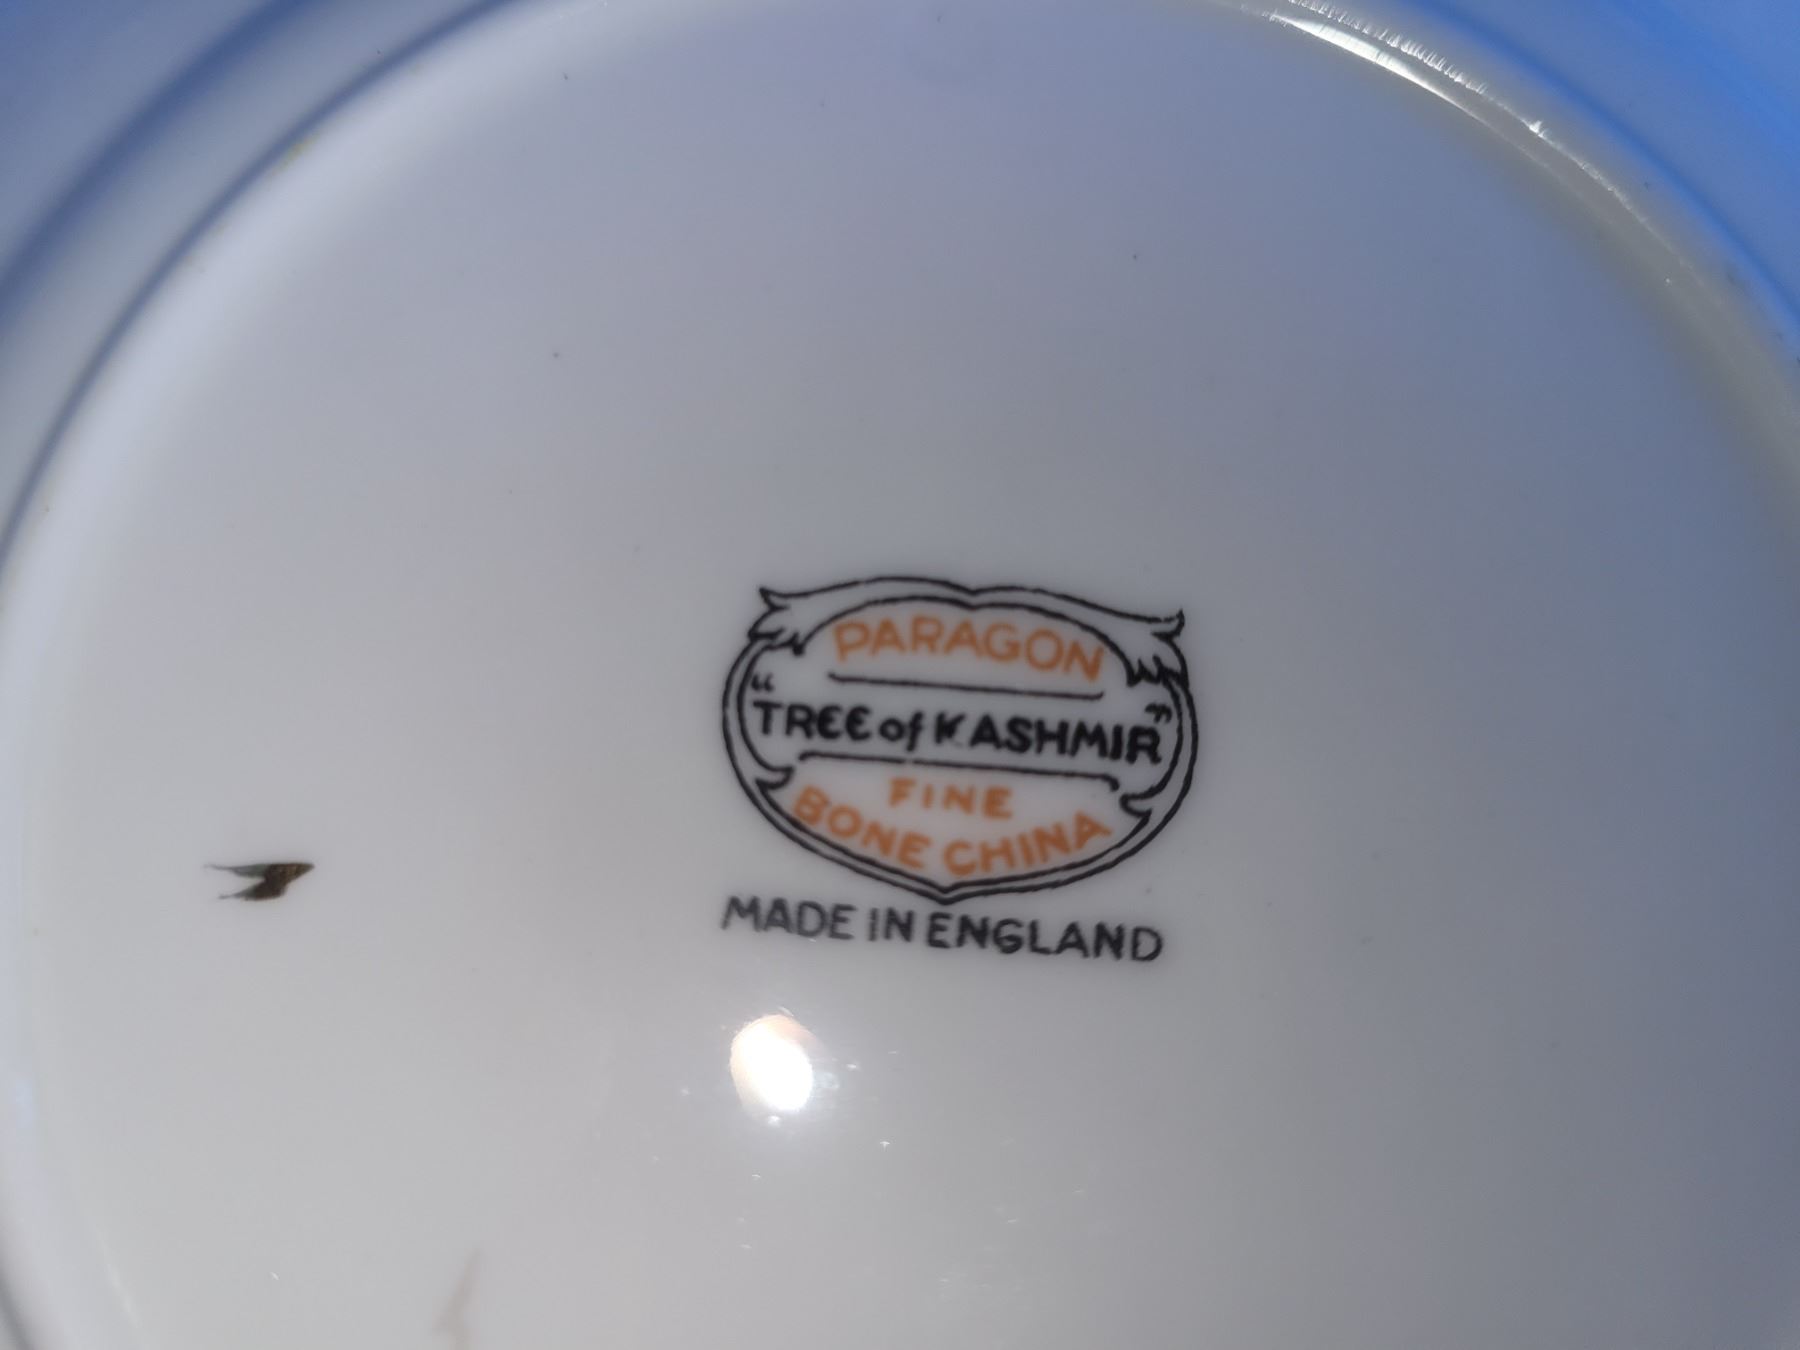 PARAGON
"TREE of KASHMIR"
FINE
BONE CHINA
MADE IN ENGLAND